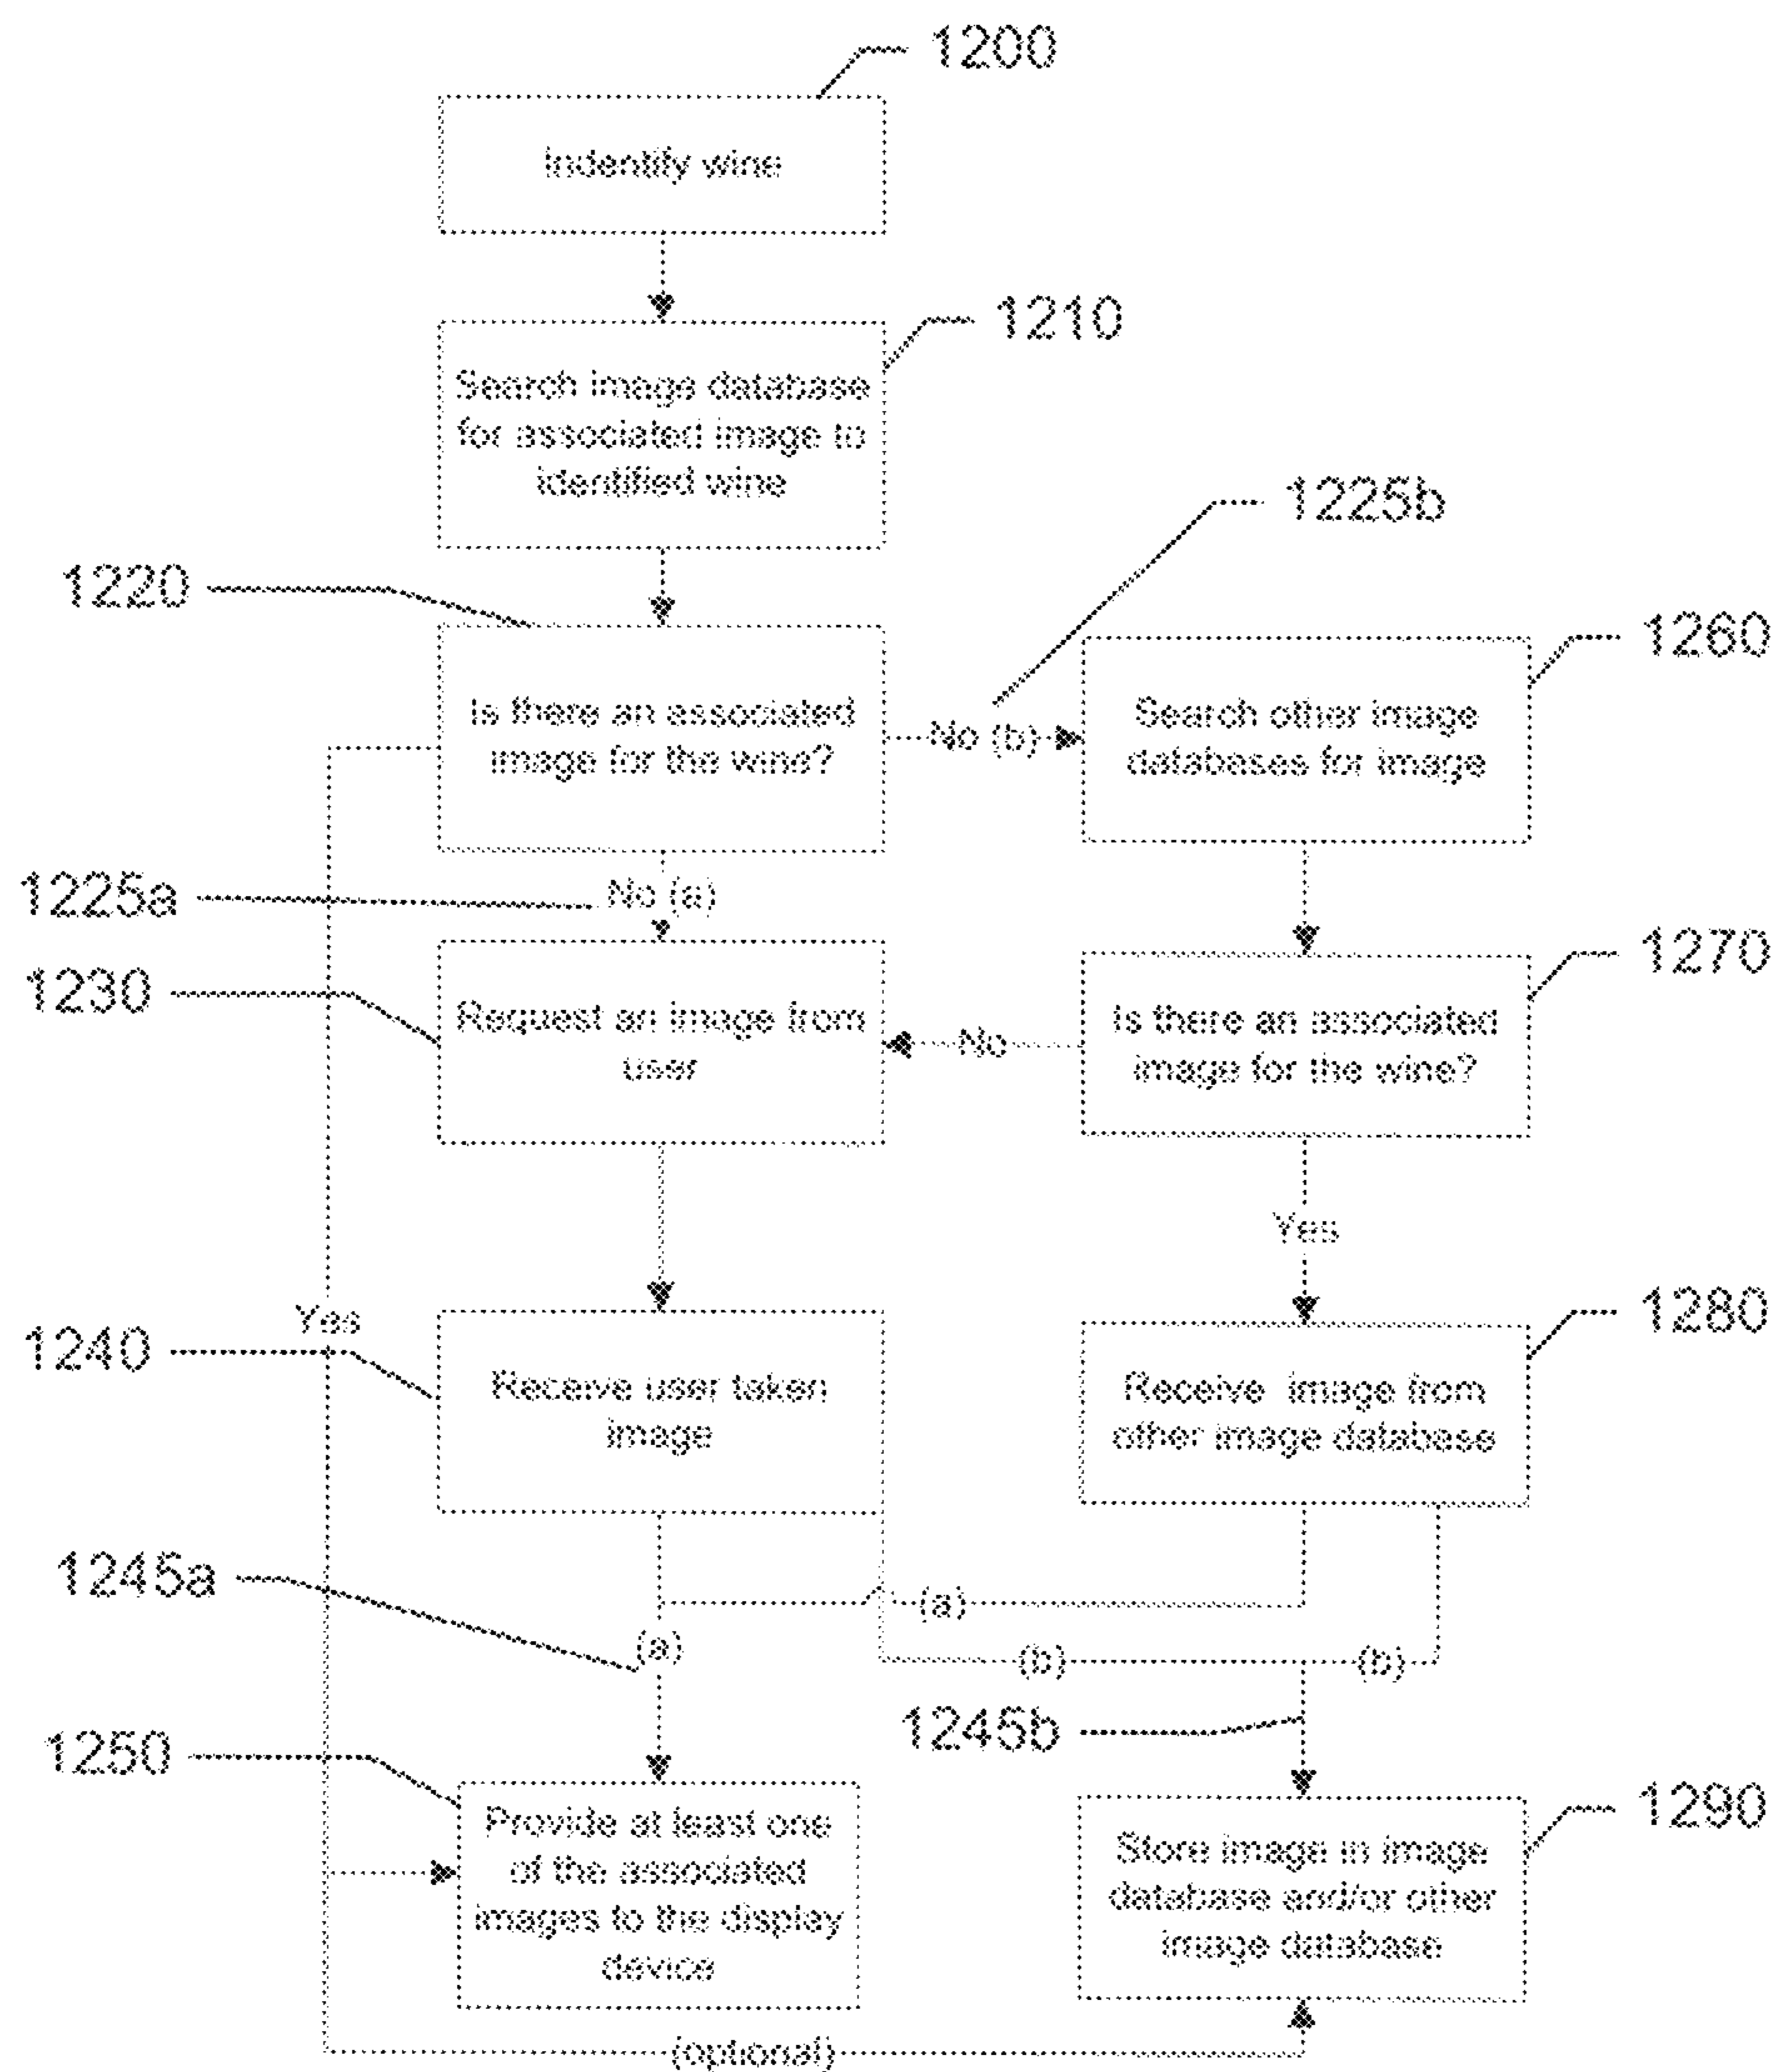 1200
Indentify wine
1210
Search image database
for associated image to
identified wine
1225b
1220
1260
Is there an associated
image for the wine?
No (b)
Search other image
databases for image
1225a
No (a)
1270
1230
Request an image from
user
No
Is there an associated
image for the wine?
Yes
Yes
1280
1240
Receive user taken
image
Receive image from
other image database
1245a
(a)
(a)
(b)
(b)
1245b
1250
1290
Provide at least one
of the associated
images to the display
device
Store image in image
database and/or other
image database
(optional)